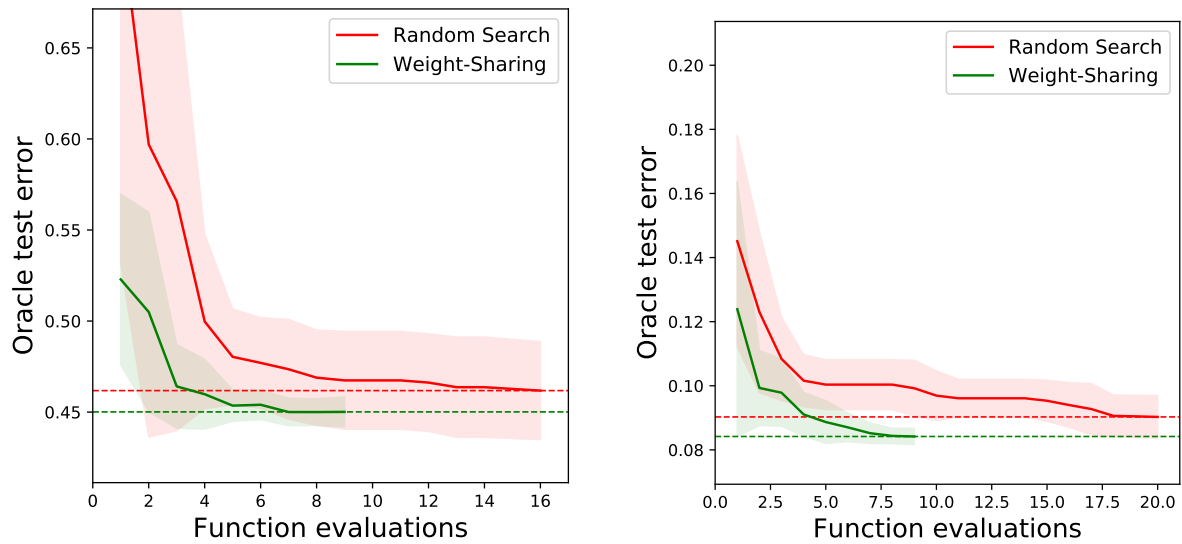 Random Search
Weight-Sharing
0.65
0.60
0.55
0.50
0.45
Oracle test error
0 2 4 6 8 10 12 14 16
Function evaluations
Random Search
Weight-Sharing
0.20
0.18
0.16
0.14
0.12
0.10
0.08
Oracle test error
0.0 2.5 5.0 7.5 10.0 12.5 15.0 17.5 20.0
Function evaluations